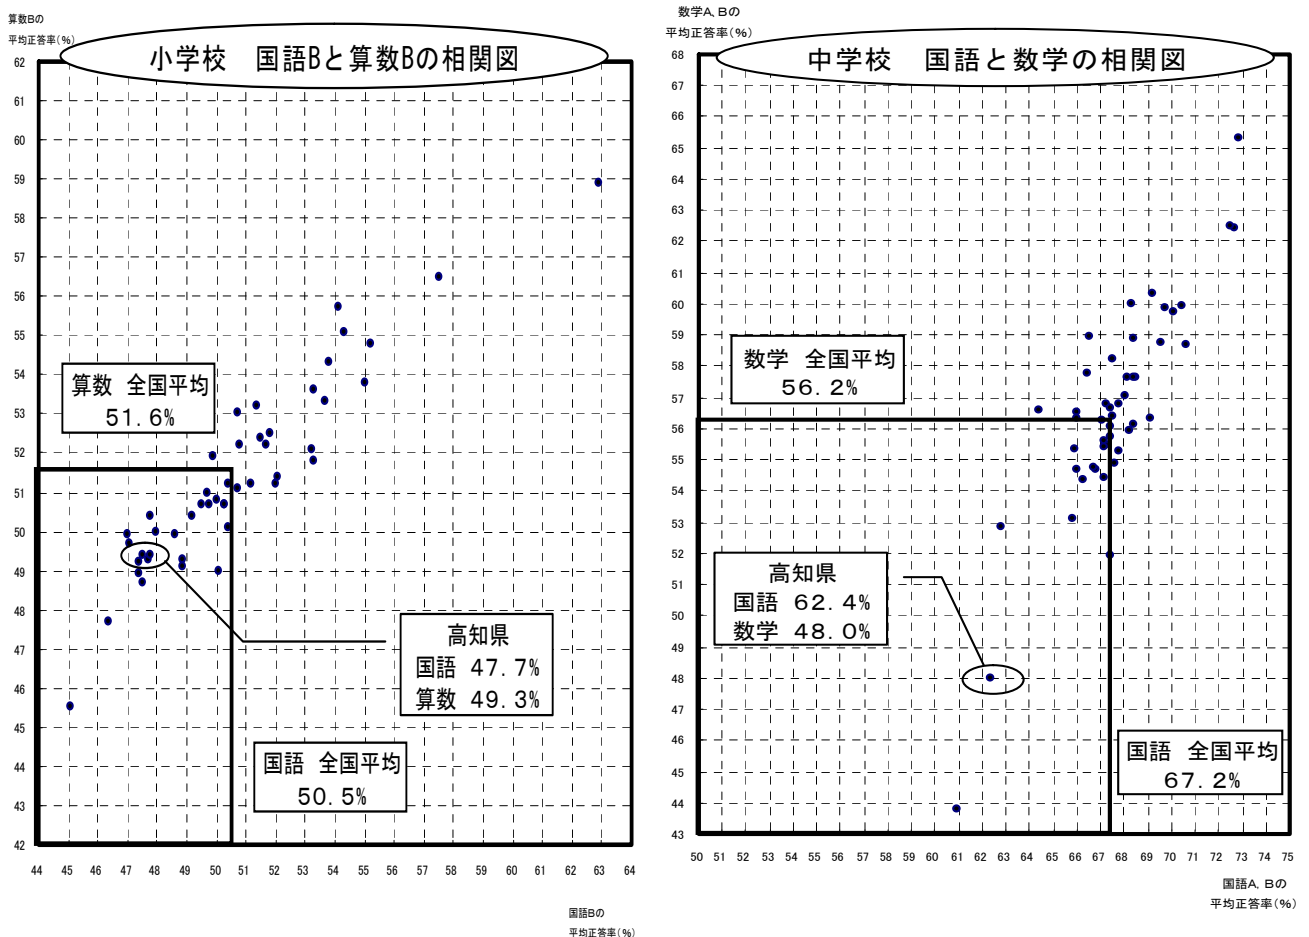 算数Bの
平均正答率(%)
小学校　国語Bと算数Bの相関図
62
61
60
59
58
57
56
55
54
53
52
51
50
49
48
47
46
45
44
43
42
算数　全国平均
51.6%
高知県
国語 47.7%
算数 49.3%
国語　全国平均
50.5%
44 45 46 47 48 49 50 51 52 53 54 55 56 57 58 59 60 61 62 63 64
国語Bの
平均正答率(%)
数学A, Bの
平均正答率(%)
中学校　国語と数学の相関図
68
67
66
65
64
63
62
61
60
59
58
57
56
55
54
53
52
51
50
49
48
47
46
45
44
43
数学　全国平均
56.2%
高知県
国語 62.4%
数学 48.0%
国語　全国平均
67.2%
50 51 52 53 54 55 56 57 58 59 60 61 62 63 64 65 66 67 68 69 70 71 72 73 74 75
国語A, Bの
平均正答率(%)